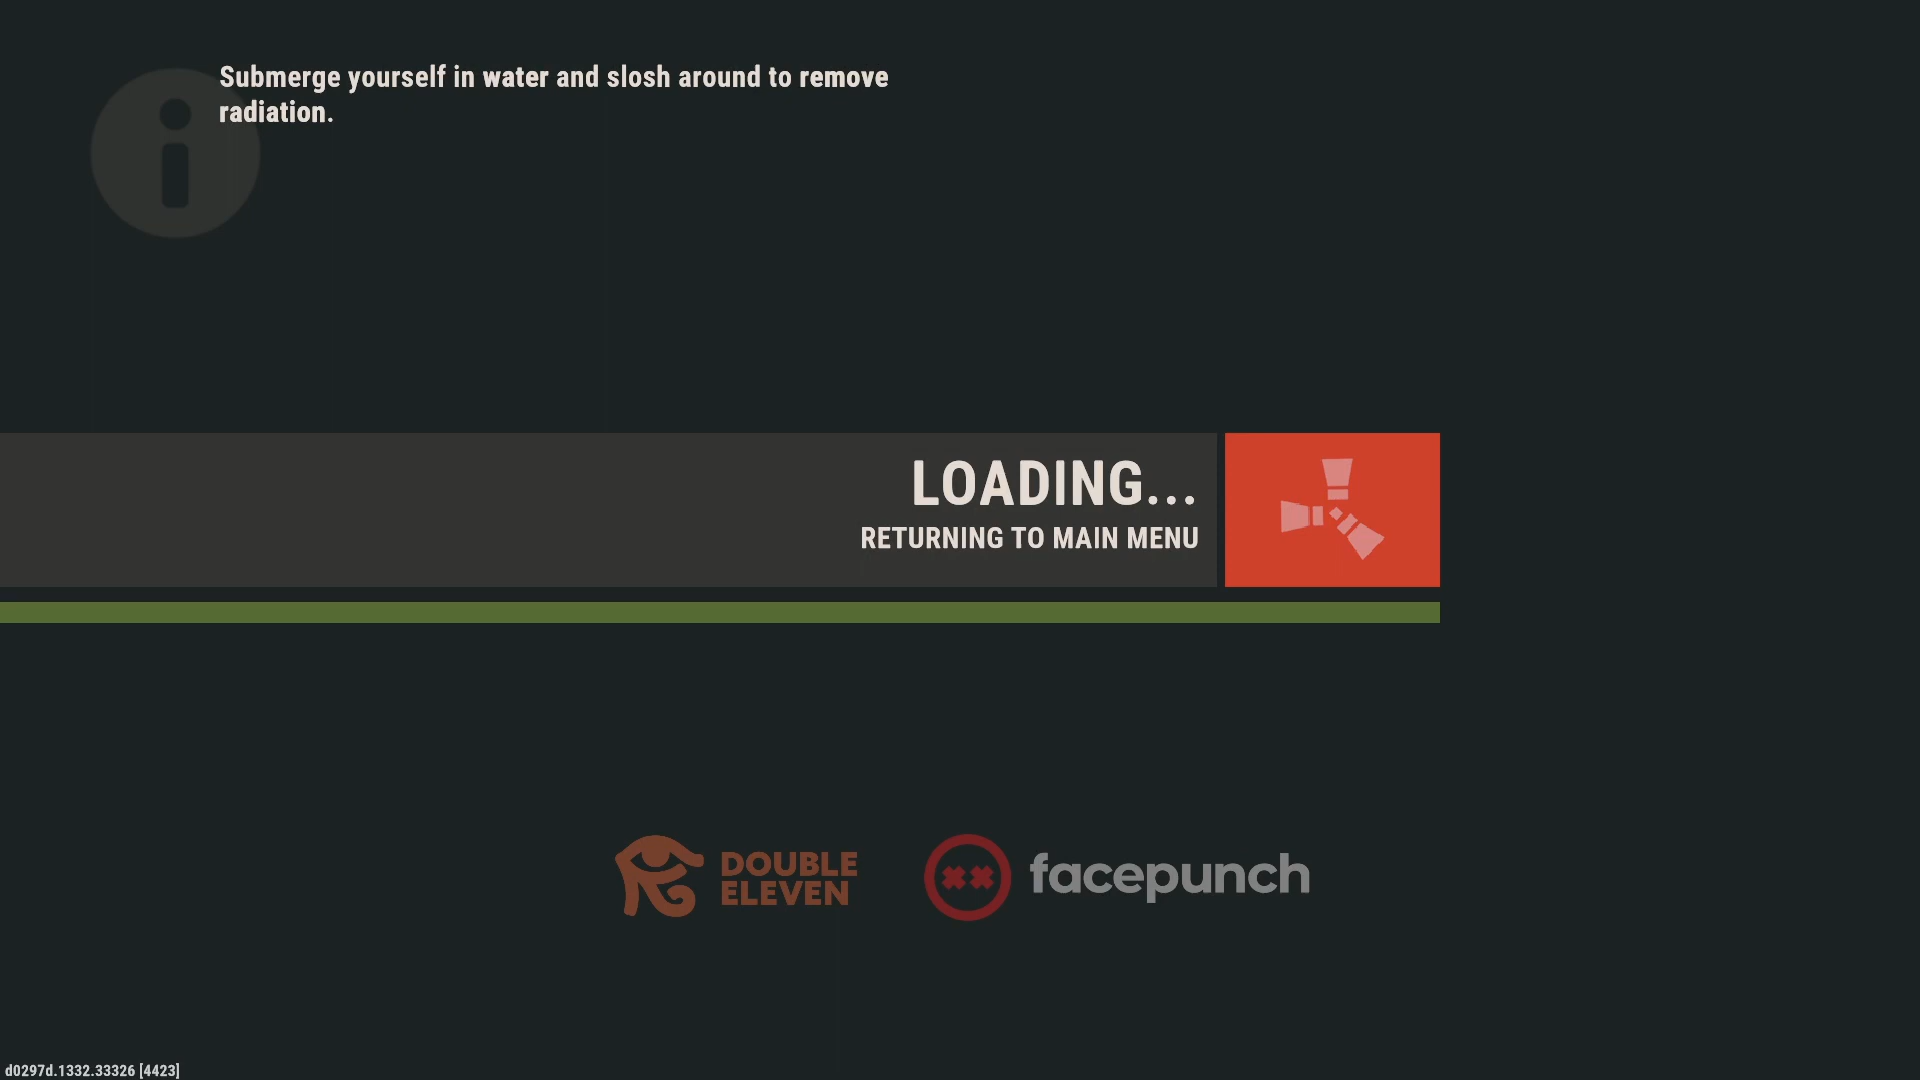 Submerge yourself in water and slosh around to remove
radiation.
LOADING...
RETURNING TO MAIN MENU
DOUBLE
ELEVEN
facepunch
d0297d.1332.33326 [4423]